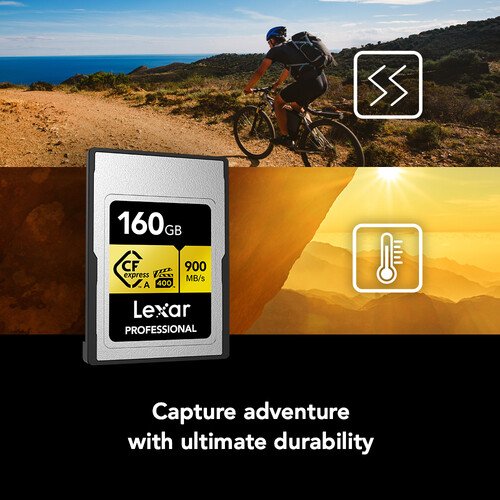 160GB
CF express A
400
900 MB/s
Lexar
PROFESSIONAL
Capture adventure
with ultimate durability